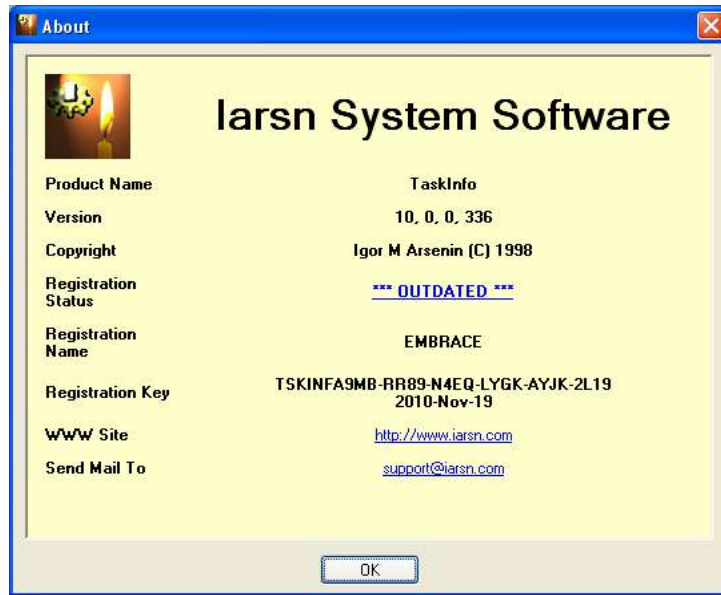 About
Iarsn System Software
Product Name TaskInfo
Version 10, 0, 0, 336
Copyright Igor M Arsenin (C) 1998
Registration Status *** OUTDATED ***
Registration Name EMBRACE
Registration Key TSKINFA9MB-RR89-N4EQ-LYGK-AYJK-2L19
2010-Nov-19
WWW Site http://www.iarsn.com
Send Mail To support@iarsn.com
OK